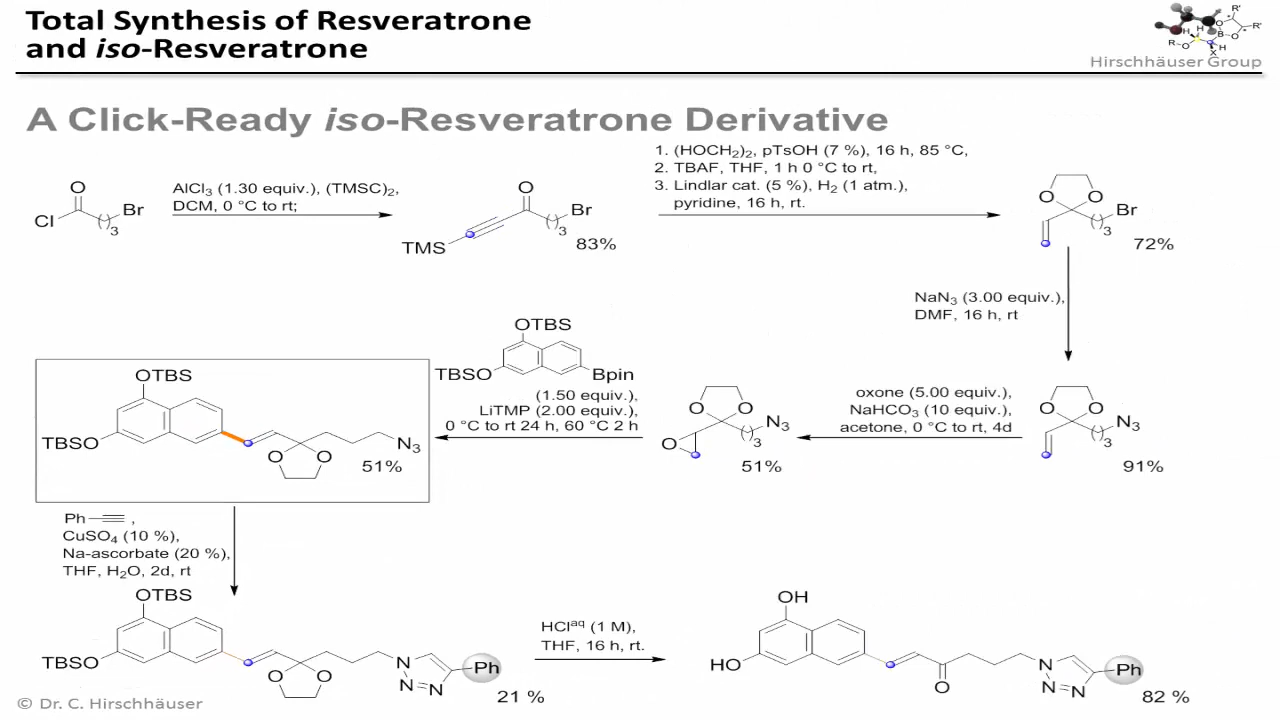 Total Synthesis of Resveratrone
and iso-Resveratrone
R'
R'
O
O
B
H
H
R
O
X
H
Hirschhäuser Group
A Click-Ready iso-Resveratrone Derivative
O
Cl
Br
3
AlCl3 (1.30 equiv.), (TMSC)2,
DCM, 0 °C to rt;
O
Br
3
TMS
83%
1. (HOCH2)2, pTsOH (7 %), 16 h, 85 °C,
2. TBAF, THF, 1 h 0 °C to rt,
3. Lindlar cat. (5 %), H2 (1 atm.),
pyridine, 16 h, rt.
O O
Br
3
72%
NaN3 (3.00 equiv.),
DMF, 16 h, rt
O O
N3
3
91%
oxone (5.00 equiv.),
NaHCO3 (10 equiv.),
acetone, 0 °C to rt, 4d
O O
N3
3
O
51%
OTBS
TBSO
Bpin
(1.50 equiv.),
LiTMP (2.00 equiv.),
0 °C to rt 24 h, 60 °C 2 h
OTBS
TBSO
O O
N3
51%
Ph ,
CuSO4 (10 %),
Na-ascorbate (20 %),
THF, H2O, 2d, rt
OTBS
TBSO
O O
N
N N
Ph
21 %
HClaq (1 M),
THF, 16 h, rt.
OH
HO
O
N
N N
Ph
82 %
© Dr. C. Hirschhäuser